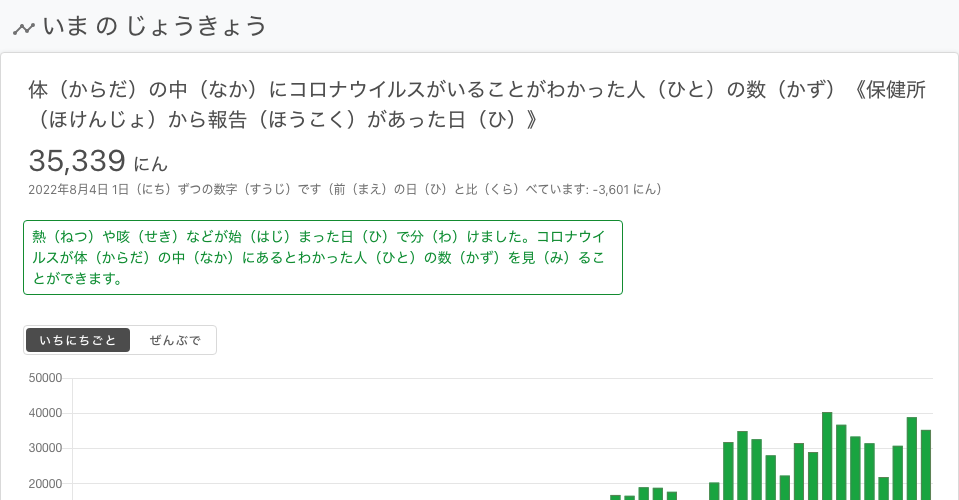 いま の じょうきょう
体（からだ）の中（なか）にコロナウイルスがいることがわかった人（ひと）の数（かず）《保健所
（ほけんじょ）から報告（ほうこく）があった日（ひ）》
35,339 にん
2022年8月4日 1日（にち）ずつの数字（すうじ）です（前（まえ）の日（ひ）と比（くら）べています: -3,601 にん）
熱（ねつ）や咳（せき）などが始（はじ）まった日（ひ）で分（わ）けました。コロナウイ
ルスが体（からだ）の中（なか）にあるとわかった人（ひと）の数（かず）を見（み）るこ
とができます。
いちにちごと ぜんぶで
50000
40000
30000
20000